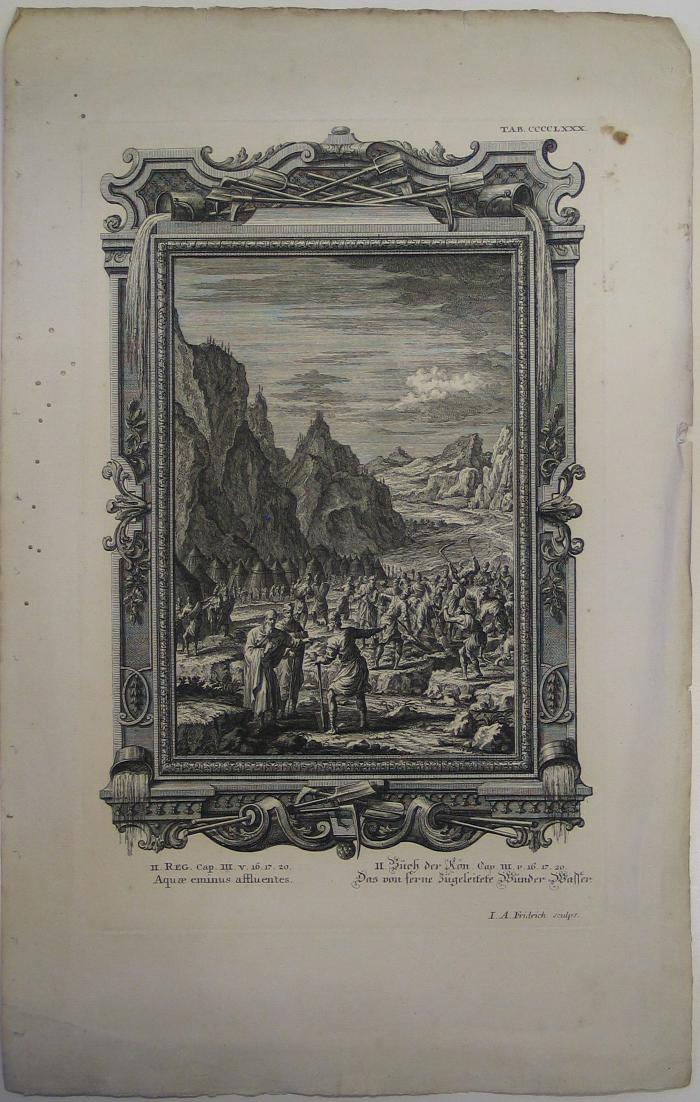 TAB. CCCCLXXX.
II. REG. Cap. III. v. 16. 17. 20.
Aquæ eminus affluentes.
II. Buch der Kön. Cap. III. v. 16. 17. 20.
Das von ferne zugeleitete Wunder-Wasser.
I. A. Fridrich sculps.